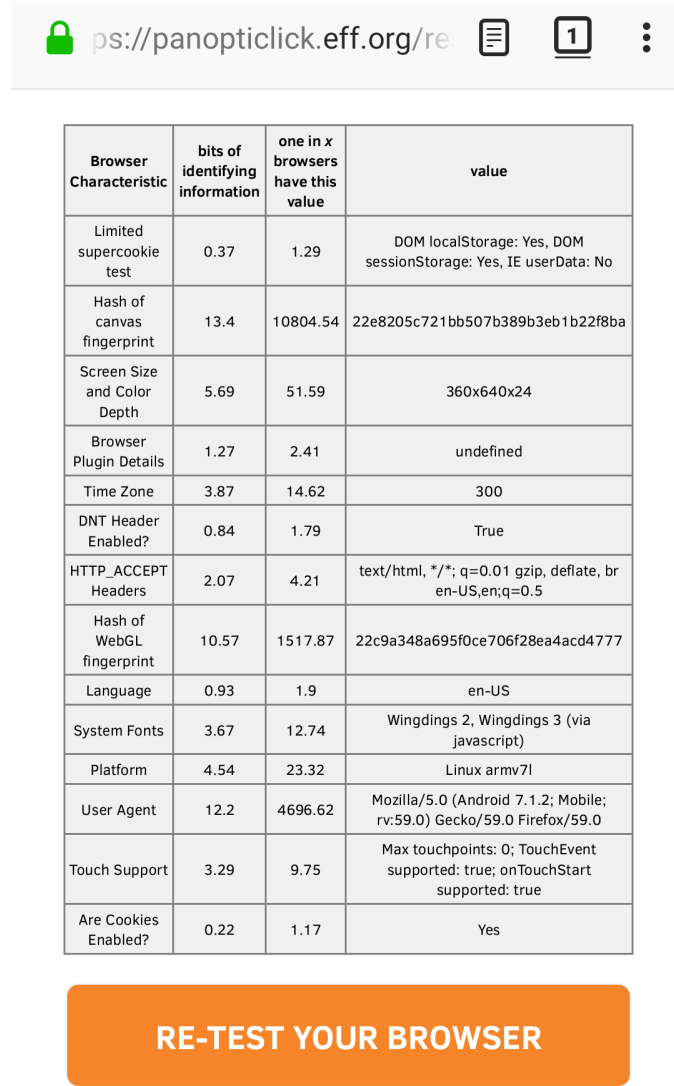 ps://panopticlick.eff.org/re
1
Browser Characteristic
bits of identifying information
one in x browsers have this value
value
Limited supercookie test
0.37
1.29
DOM localStorage: Yes, DOM sessionStorage: Yes, IE userData: No
Hash of canvas fingerprint
13.4
10804.54
22e8205c721bb507b389b3eb1b22f8ba
Screen Size and Color Depth
5.69
51.59
360x640x24
Browser Plugin Details
1.27
2.41
undefined
Time Zone
3.87
14.62
300
DNT Header Enabled?
0.84
1.79
True
HTTP_ACCEPT Headers
2.07
4.21
text/html, */*; q=0.01 gzip, deflate, br en-US,en;q=0.5
Hash of WebGL fingerprint
10.57
1517.87
22c9a348a695f0ce706f28ea4acd4777
Language
0.93
1.9
en-US
System Fonts
3.67
12.74
Wingdings 2, Wingdings 3 (via javascript)
Platform
4.54
23.32
Linux armv7l
User Agent
12.2
4696.62
Mozilla/5.0 (Android 7.1.2; Mobile; rv:59.0) Gecko/59.0 Firefox/59.0
Touch Support
3.29
9.75
Max touchpoints: 0; TouchEvent supported: true; onTouchStart supported: true
Are Cookies Enabled?
0.22
1.17
Yes
RE-TEST YOUR BROWSER